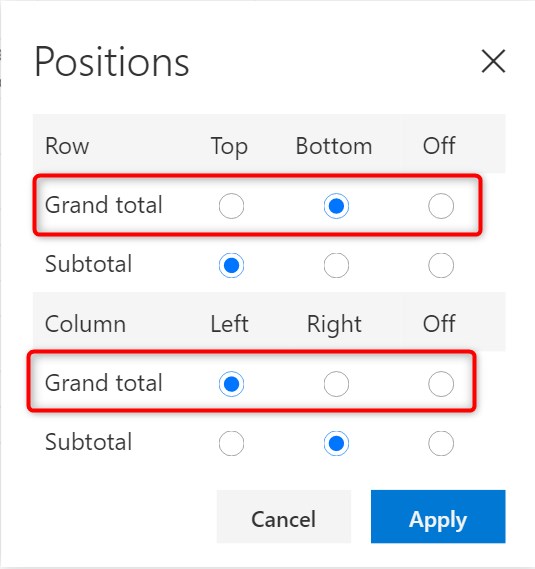 Positions
Row Top Bottom Off
Grand total
Subtotal
Column Left Right Off
Grand total
Subtotal
Cancel Apply